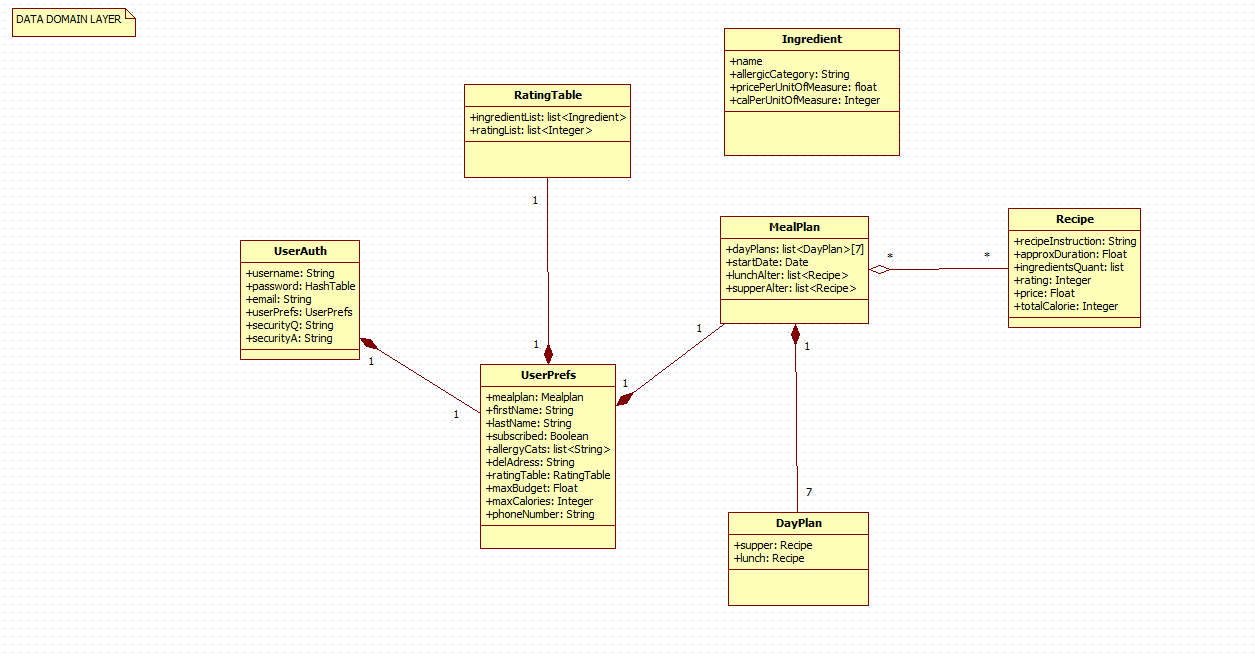 DATA DOMAIN LAYER
Ingredient
+name
+allergicCategory: String
+pricePerUnitOfMeasure: float
+calPerUnitOfMeasure: Integer
RatingTable
+ingredientList: list<Ingredient>
+ratingList: list<Integer>
1
1
UserAuth
+username: String
+password: HashTable
+email: String
+userPrefs: UserPrefs
+securityQ: String
+securityA: String
1
1
MealPlan
+dayPlans: list<DayPlan>[7]
+startDate: Date
+lunchAlter: list<Recipe>
+supperAlter: list<Recipe>
*
*
Recipe
+recipeInstruction: String
+approxDuration: Float
+ingredientsQuant: list
+rating: Integer
+price: Float
+totalCalorie: Integer
1
1
1
7
UserPrefs
+mealplan: Mealplan
+firstName: String
+lastName: String
+subscribed: Boolean
+allergyCats: list<String>
+delAdress: String
+ratingTable: RatingTable
+maxBudget: Float
+maxCalories: Integer
+phoneNumber: String
DayPlan
+supper: Recipe
+lunch: Recipe